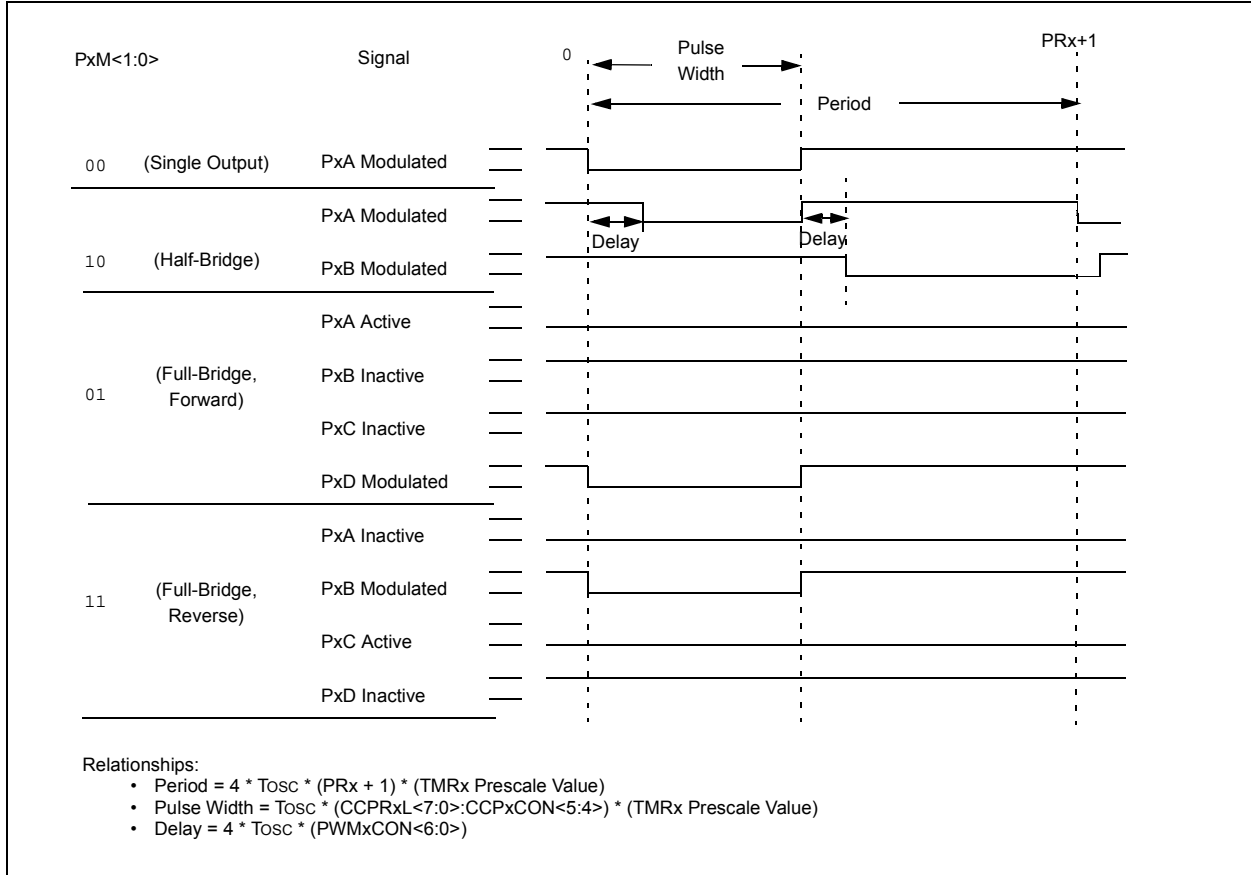 PxM<1:0>
Signal
0
Pulse
Width
PRx+1
Period
00 (Single Output) PxA Modulated
PxA Modulated
Delay
Delay
10 (Half-Bridge) PxB Modulated
PxA Active
(Full-Bridge,
Forward)
01
PxB Inactive
PxC Inactive
PxD Modulated
PxA Inactive
(Full-Bridge,
Reverse)
11
PxB Modulated
PxC Active
PxD Inactive
Relationships:
• Period = 4 * TOSC * (PRx + 1) * (TMRx Prescale Value)
• Pulse Width = TOSC * (CCPRxL<7:0>:CCPxCON<5:4>) * (TMRx Prescale Value)
• Delay = 4 * TOSC * (PWMxCON<6:0>)